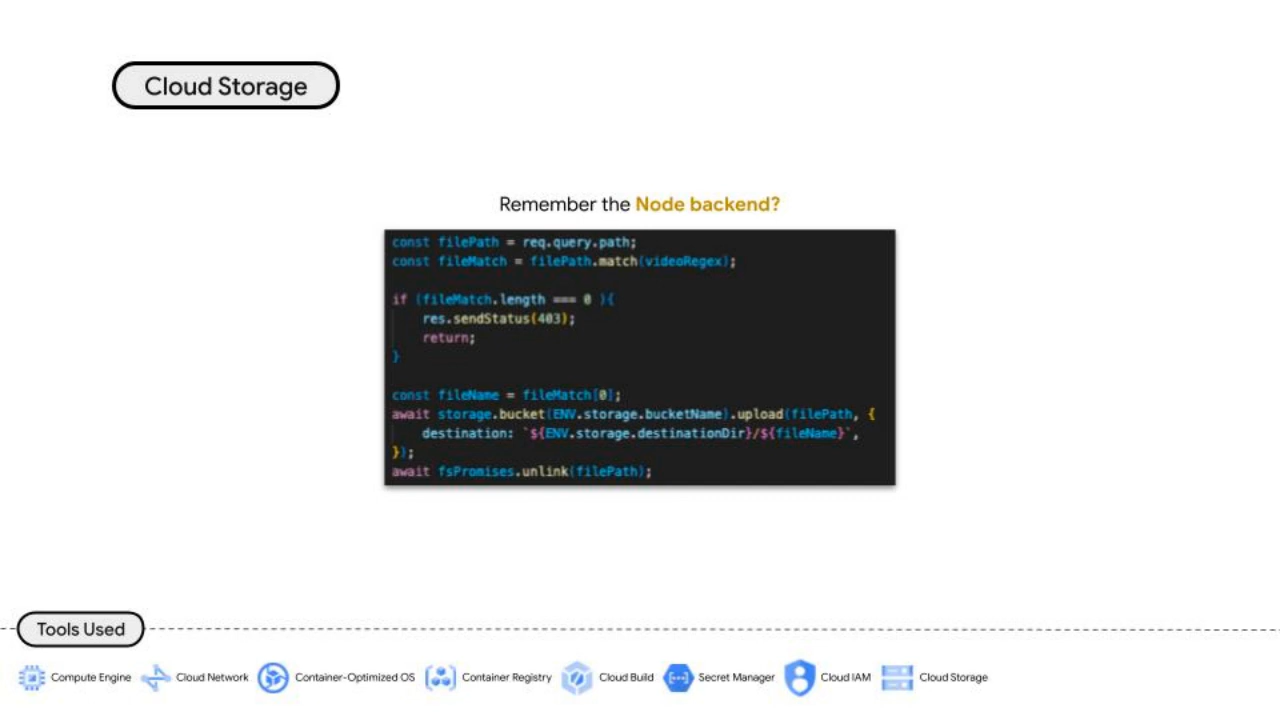 Cloud Storage
Remember the Node backend?
const filePath = req.query.path;
const fileMatch = filePath.match(videoRegex);
if (fileMatch.length === 0 ){
res.sendStatus(403);
return;
}
const fileName = fileMatch[0];
await storage.bucket(ENV.storage.bucketName).upload(filePath, {
destination: `${ENV.storage.destinationDir}/${fileName}`,
});
await fsPromises.unlink(filePath);
Tools Used
Compute Engine Cloud Network Container-Optimized OS Container Registry Cloud Build Secret Manager Cloud IAM Cloud Storage